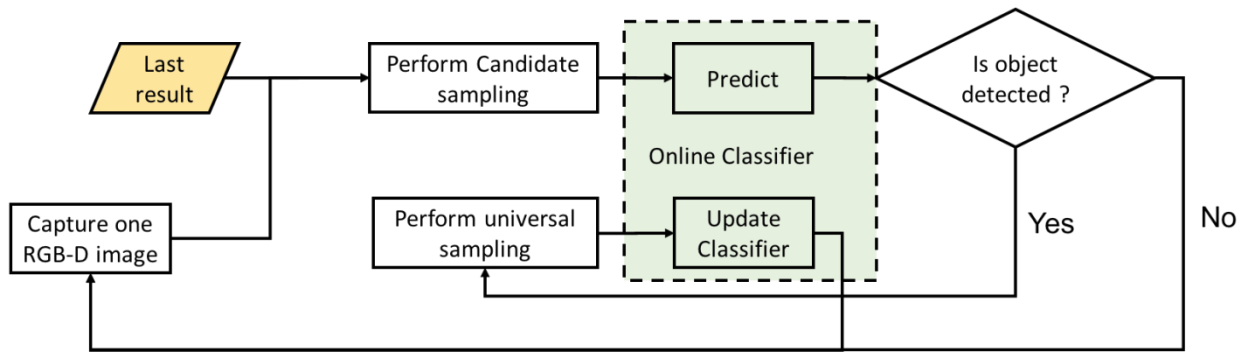 Last
result
Perform Candidate
sampling
Predict
Is object
detected ?
Online Classifier
Capture one
RGB-D image
Perform universal
sampling
Update
Classifier
Yes
No